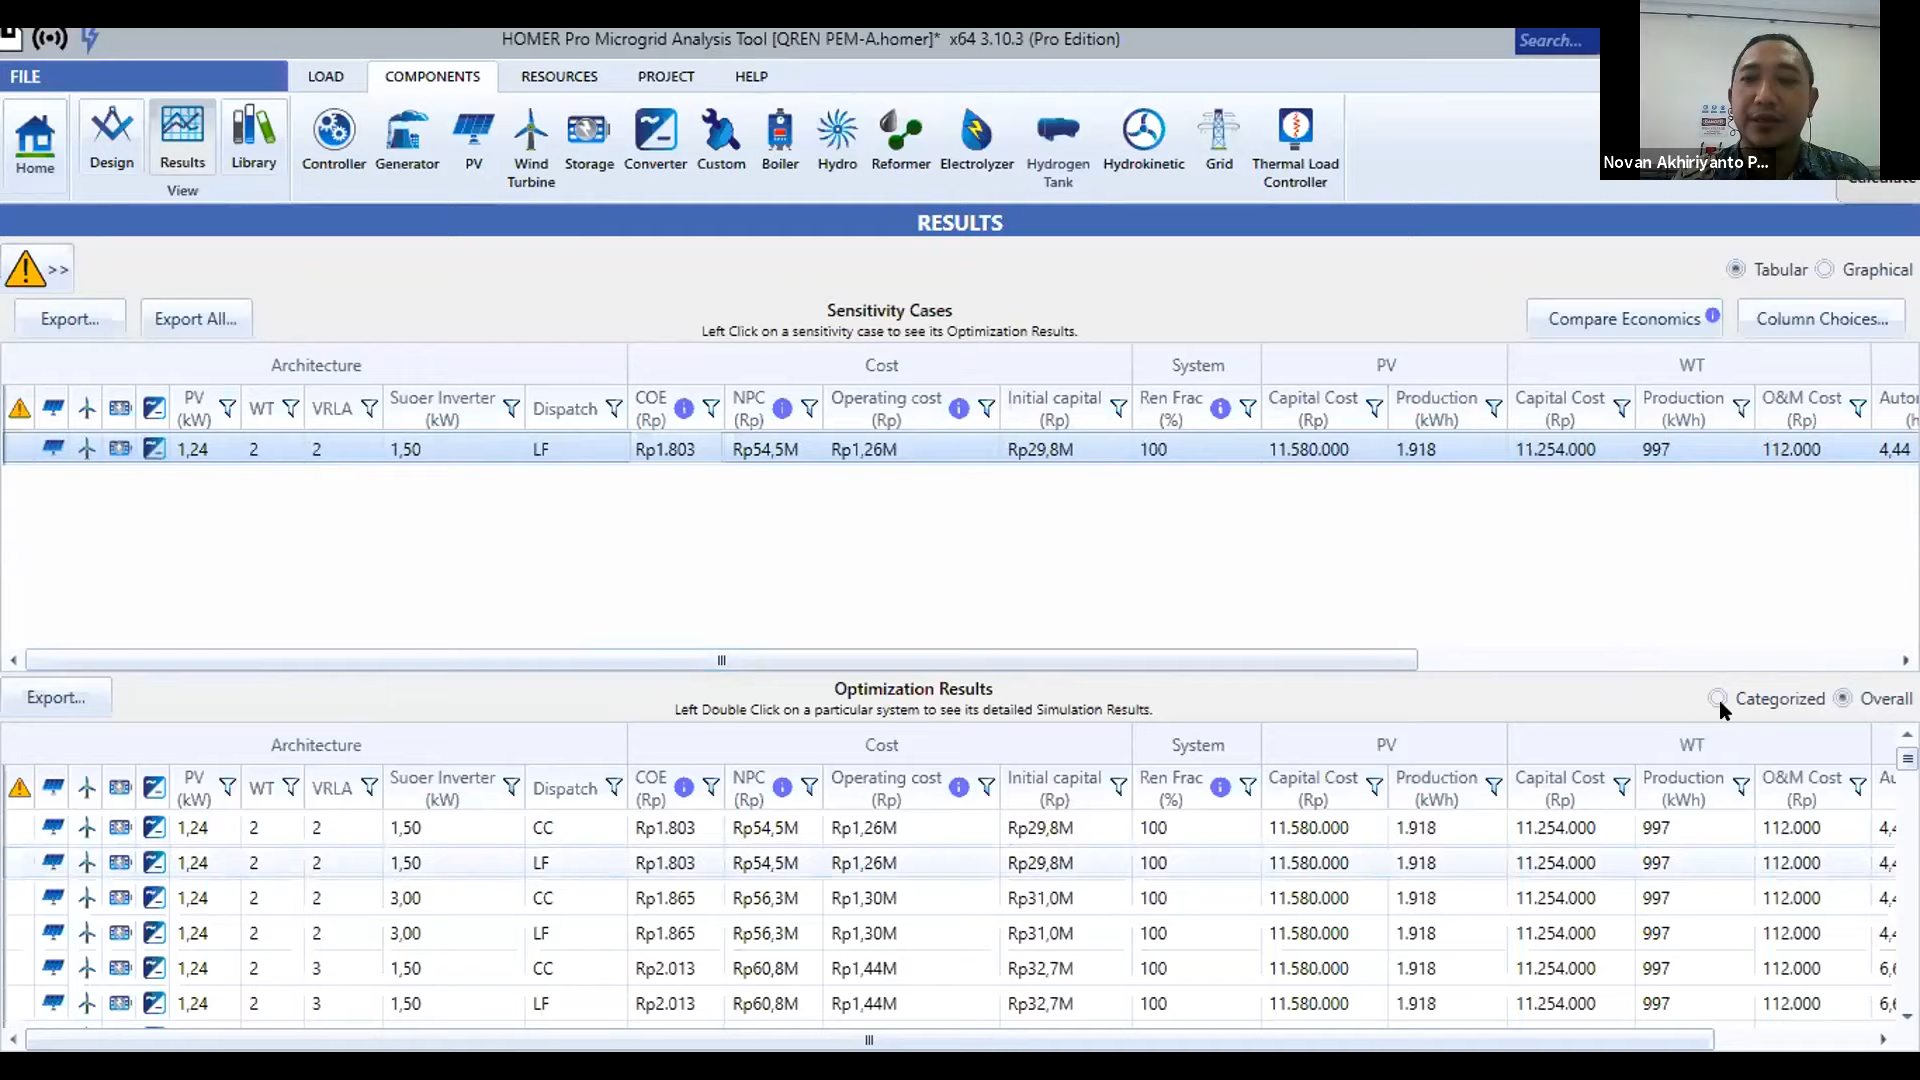 HOMER Pro Microgrid Analysis Tool [QREN PEM-A.homer]* x64 3.10.3 (Pro Edition)
Search...
FILE
LOAD COMPONENTS RESOURCES PROJECT HELP
Home
Design Results Library
View
Controller Generator PV Wind Turbine Storage Converter Custom Boiler Hydro Reformer Electrolyzer Hydrogen Tank Hydrokinetic Grid Thermal Load Controller
Novan Akhiriyanto P...
Calculate
RESULTS
>>
Tabular Graphical
Export... Export All...
Sensitivity Cases
Left Click on a sensitivity case to see its Optimization Results.
Compare Economics Column Choices...
Architecture Cost System PV WT
PV (kW) WT VRLA Suoer Inverter (kW) Dispatch COE (Rp) NPC (Rp) Operating cost (Rp) Initial capital (Rp) Ren Frac (%) Capital Cost (Rp) Production (kWh) Capital Cost (Rp) Production (kWh) O&M Cost (Rp)
1,24 2 2 1,50 LF Rp1.803 Rp54,5M Rp1,26M Rp29,8M 100 11.580.000 1.918 11.254.000 997 112.000 4,44
Export...
Optimization Results
Left Double Click on a particular system to see its detailed Simulation Results.
Categorized Overall
Architecture Cost System PV WT
PV (kW) WT VRLA Suoer Inverter (kW) Dispatch COE (Rp) NPC (Rp) Operating cost (Rp) Initial capital (Rp) Ren Frac (%) Capital Cost (Rp) Production (kWh) Capital Cost (Rp) Production (kWh) O&M Cost (Rp)
1,24 2 2 1,50 CC Rp1.803 Rp54,5M Rp1,26M Rp29,8M 100 11.580.000 1.918 11.254.000 997 112.000
1,24 2 2 1,50 LF Rp1.803 Rp54,5M Rp1,26M Rp29,8M 100 11.580.000 1.918 11.254.000 997 112.000
1,24 2 2 3,00 CC Rp1.865 Rp56,3M Rp1,30M Rp31,0M 100 11.580.000 1.918 11.254.000 997 112.000
1,24 2 2 3,00 LF Rp1.865 Rp56,3M Rp1,30M Rp31,0M 100 11.580.000 1.918 11.254.000 997 112.000
1,24 2 3 1,50 CC Rp2.013 Rp60,8M Rp1,44M Rp32,7M 100 11.580.000 1.918 11.254.000 997 112.000
1,24 2 3 1,50 LF Rp2.013 Rp60,8M Rp1,44M Rp32,7M 100 11.580.000 1.918 11.254.000 997 112.000